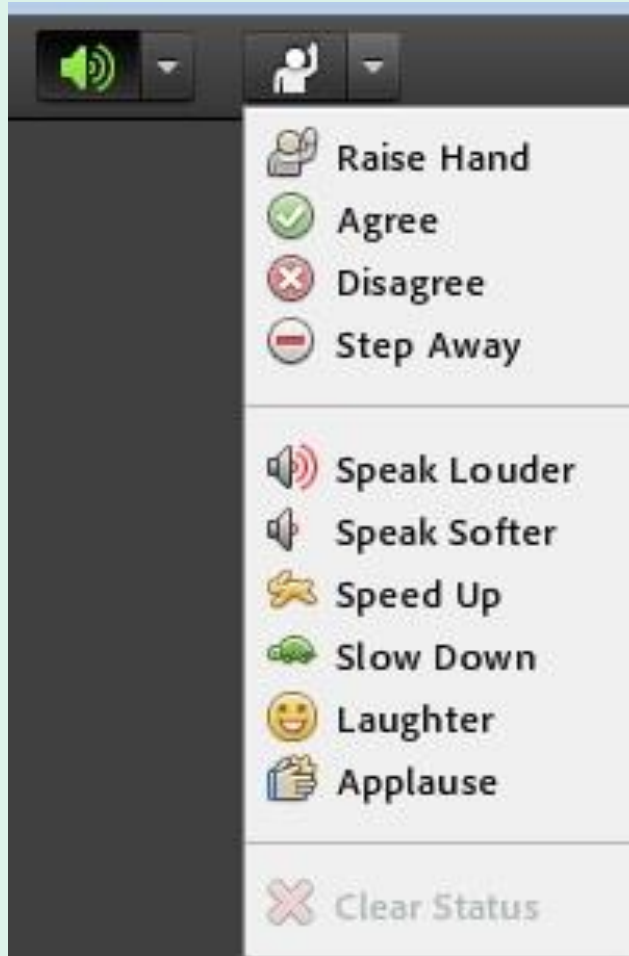 Raise Hand
Agree
Disagree
Step Away
Speak Louder
Speak Softer
Speed Up
Slow Down
Laughter
Applause
Clear Status